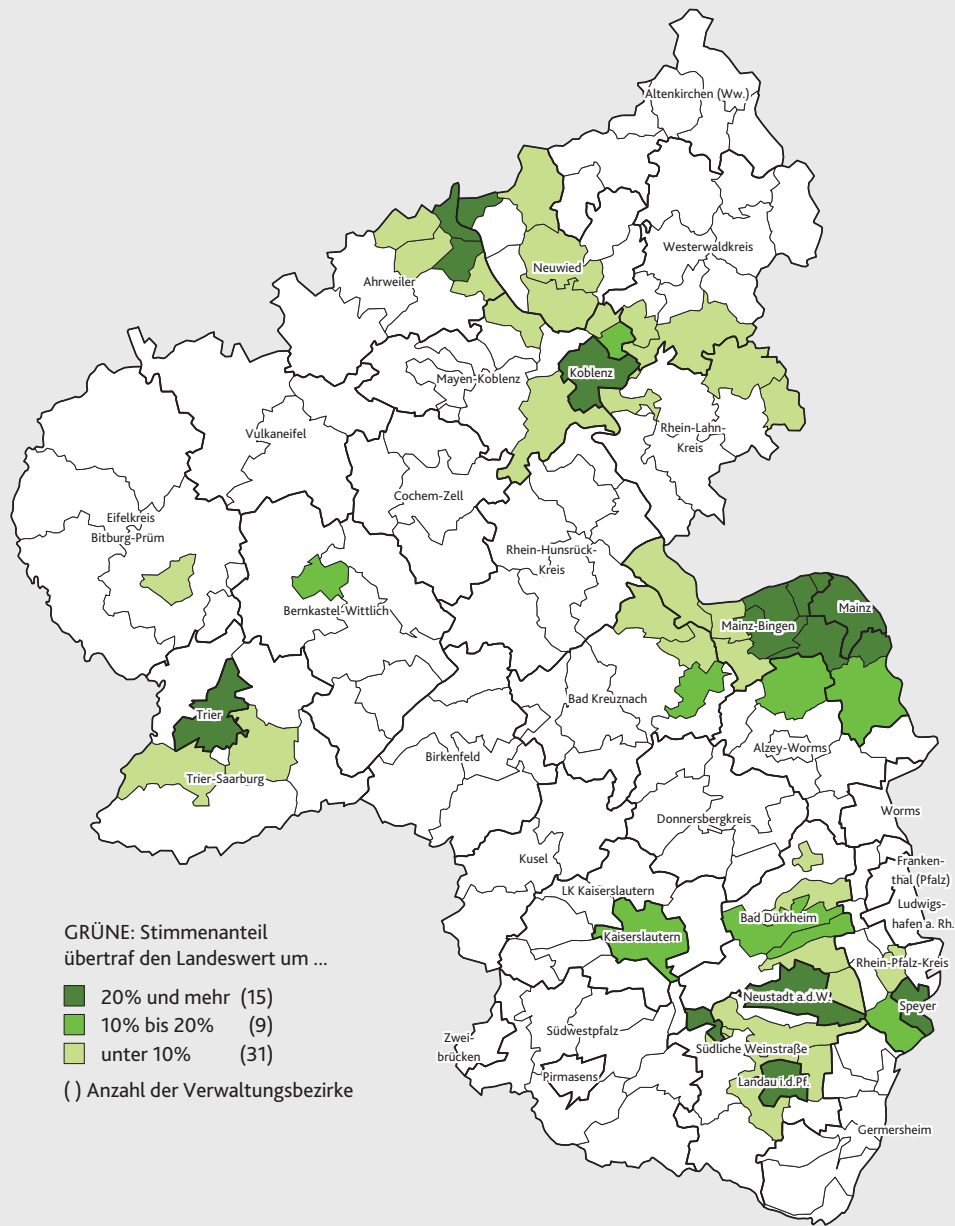 Altenkirchen (Ww.)
Westerwaldkreis
Neuwied
Ahrweiler
Koblenz
Mayen-Koblenz
Rhein-Lahn-
Kreis
Vulkaneifel
Cochem-Zell
Eifelkreis
Bitburg-Prüm
Rhein-Hunsrück-
Kreis
Bernkastel-Wittlich
Mainz
Mainz-Bingen
Bad Kreuznach
Trier
Trier-Saarburg
Birkenfeld
Alzey-Worms
Donnersbergkreis
Worms
Kusel
Franken-
thal (Pfalz)
LK Kaiserslautern
Ludwigs-
hafen a. Rh.
Bad Dürkheim
Kaiserslautern
Rhein-Pfalz-Kreis
Neustadt a.d.W.
Speyer
Südwestpfalz
Zwei-
brücken
Südliche Weinstraße
Pirmasens
Landau i.d.Pf.
Germersheim
GRÜNE: Stimmenanteil
übertraf den Landeswert um ...
20% und mehr (15)
10% bis 20% (9)
unter 10% (31)
( ) Anzahl der Verwaltungsbezirke